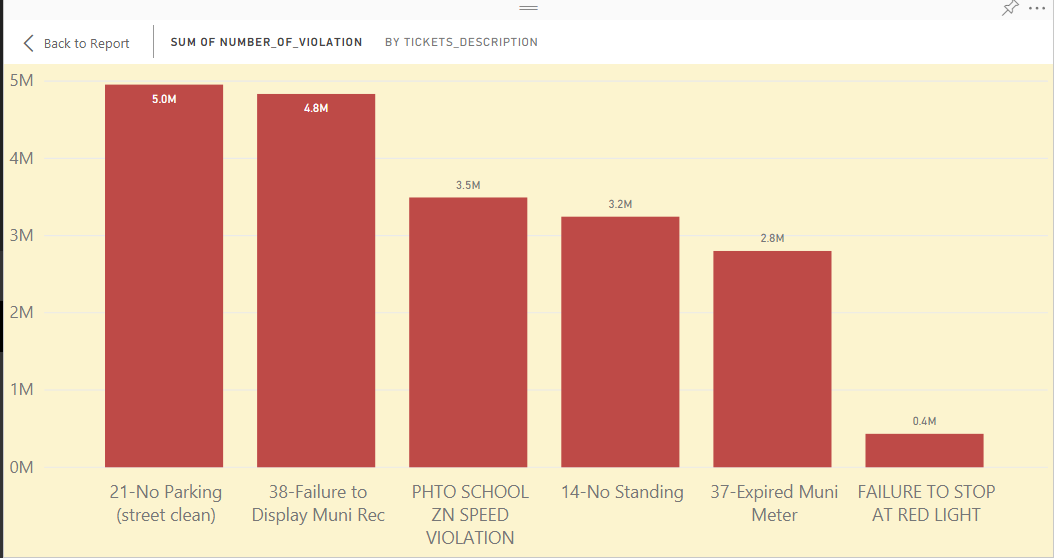 Back to Report
SUM OF NUMBER_OF_VIOLATION BY TICKETS_DESCRIPTION
5M
4M
3M
2M
1M
0M
5.0M
4.8M
3.5M
3.2M
2.8M
0.4M
21-No Parking
(street clean)
38-Failure to
Display Muni Rec
PHTO SCHOOL
ZN SPEED
VIOLATION
14-No Standing
37-Expired Muni
Meter
FAILURE TO STOP
AT RED LIGHT